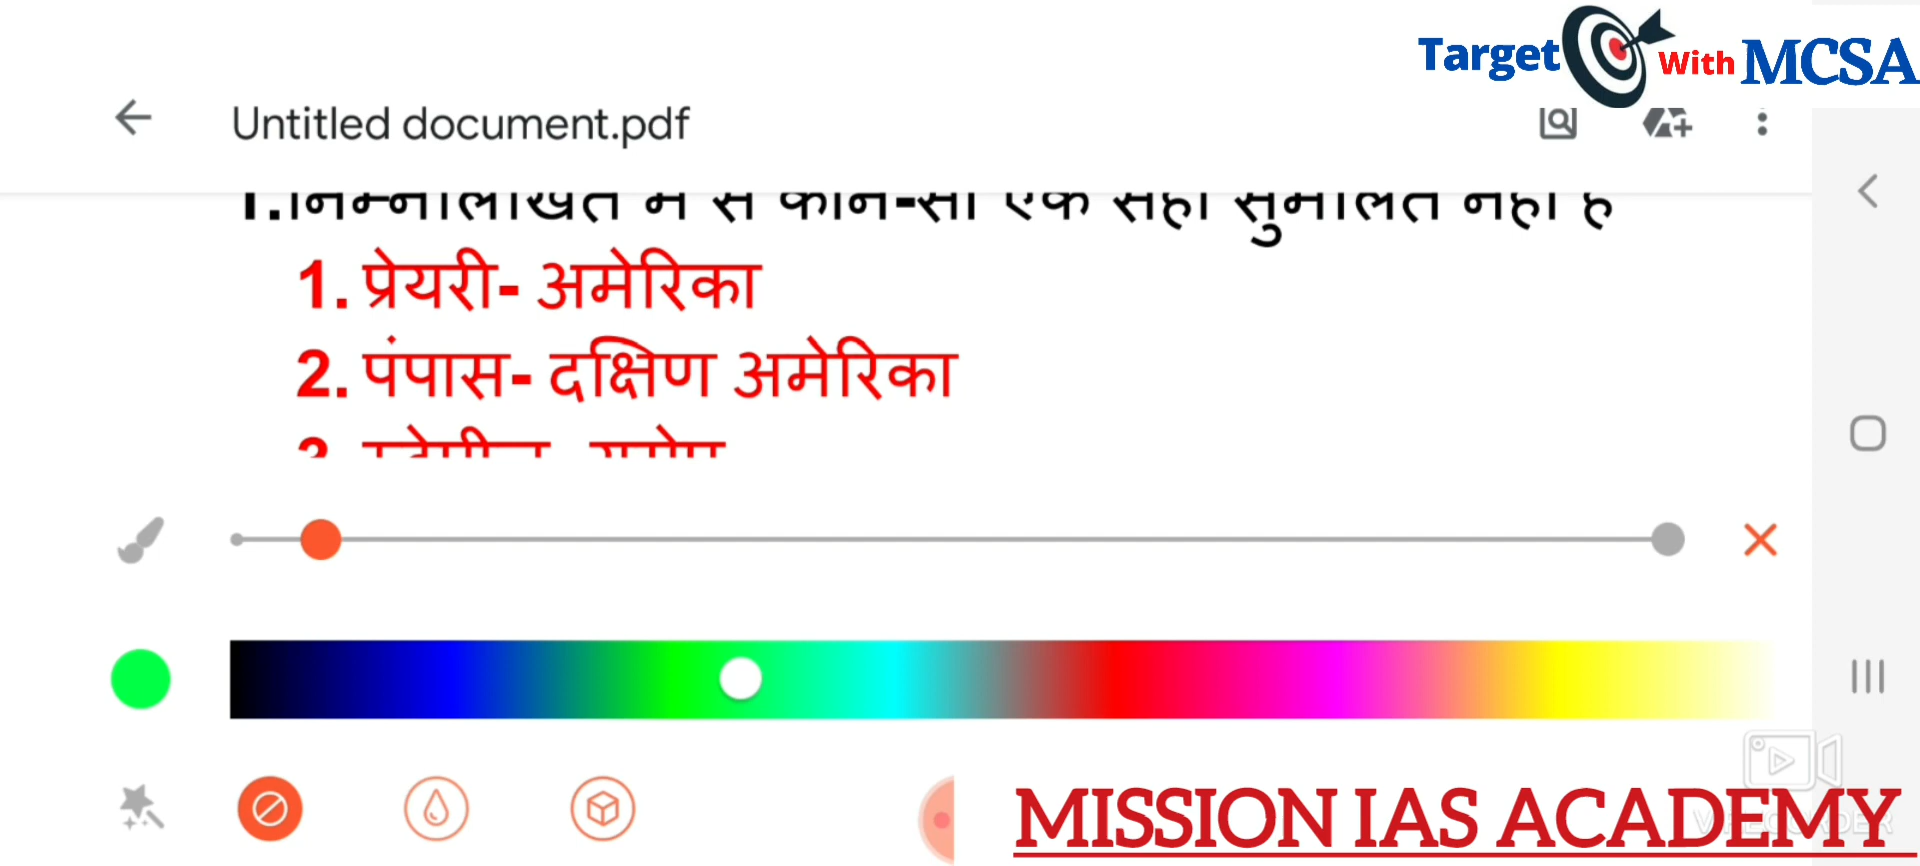 Target With MCSA
Untitled document.pdf
1.निम्नलिखित में से कौन-सा एक सही सुमेलित नहीं है
1. प्रेयरी- अमेरिका
2. पंपास- दक्षिण अमेरिका
MISSION IAS ACADEMY